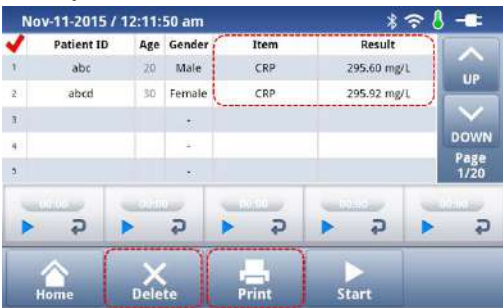 Nov-11-2015 / 12:11:50 am
Patient ID Age Gender Item Result
1 abc 20 Male CRP 295.60 mg/L
2 abcd 30 Female CRP 295.92 mg/L
3 -
4 -
5 -
UP
DOWN
Page
1/20
00:00 00:00 00:00 00:00 00:00
Home Delete Print Start